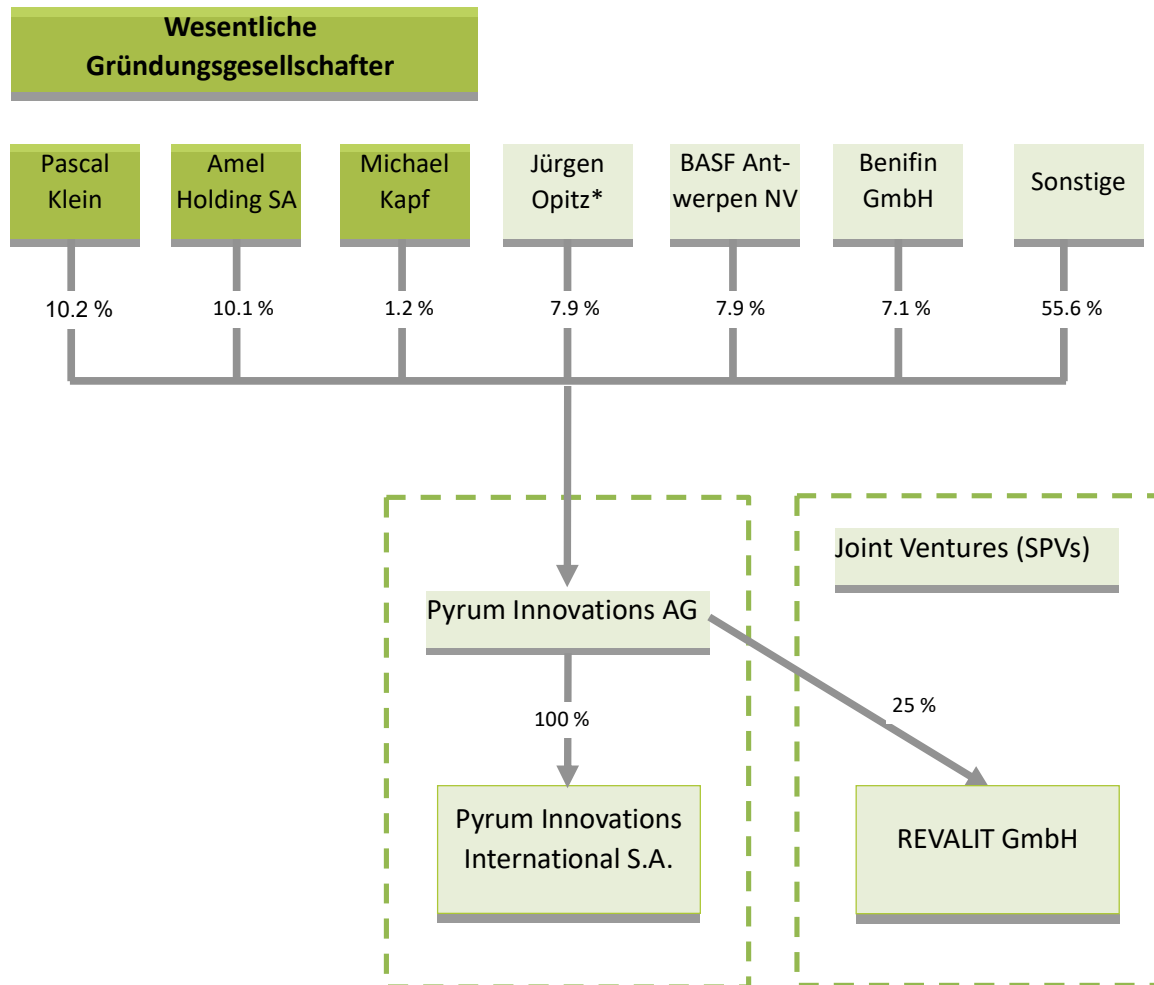 Wesentliche
Gründungsgesellschafter
Pascal
Klein
Amel
Holding SA
Michael
Kapf
Jürgen
Opitz*
BASF Ant-
werpen NV
Benifin
GmbH
Sonstige
10.2 %
10.1 %
1.2 %
7.9 %
7.9 %
7.1 %
55.6 %
Joint Ventures (SPVs)
Pyrum Innovations AG
100 %
25 %
Pyrum Innovations
International S.A.
REVALIT GmbH